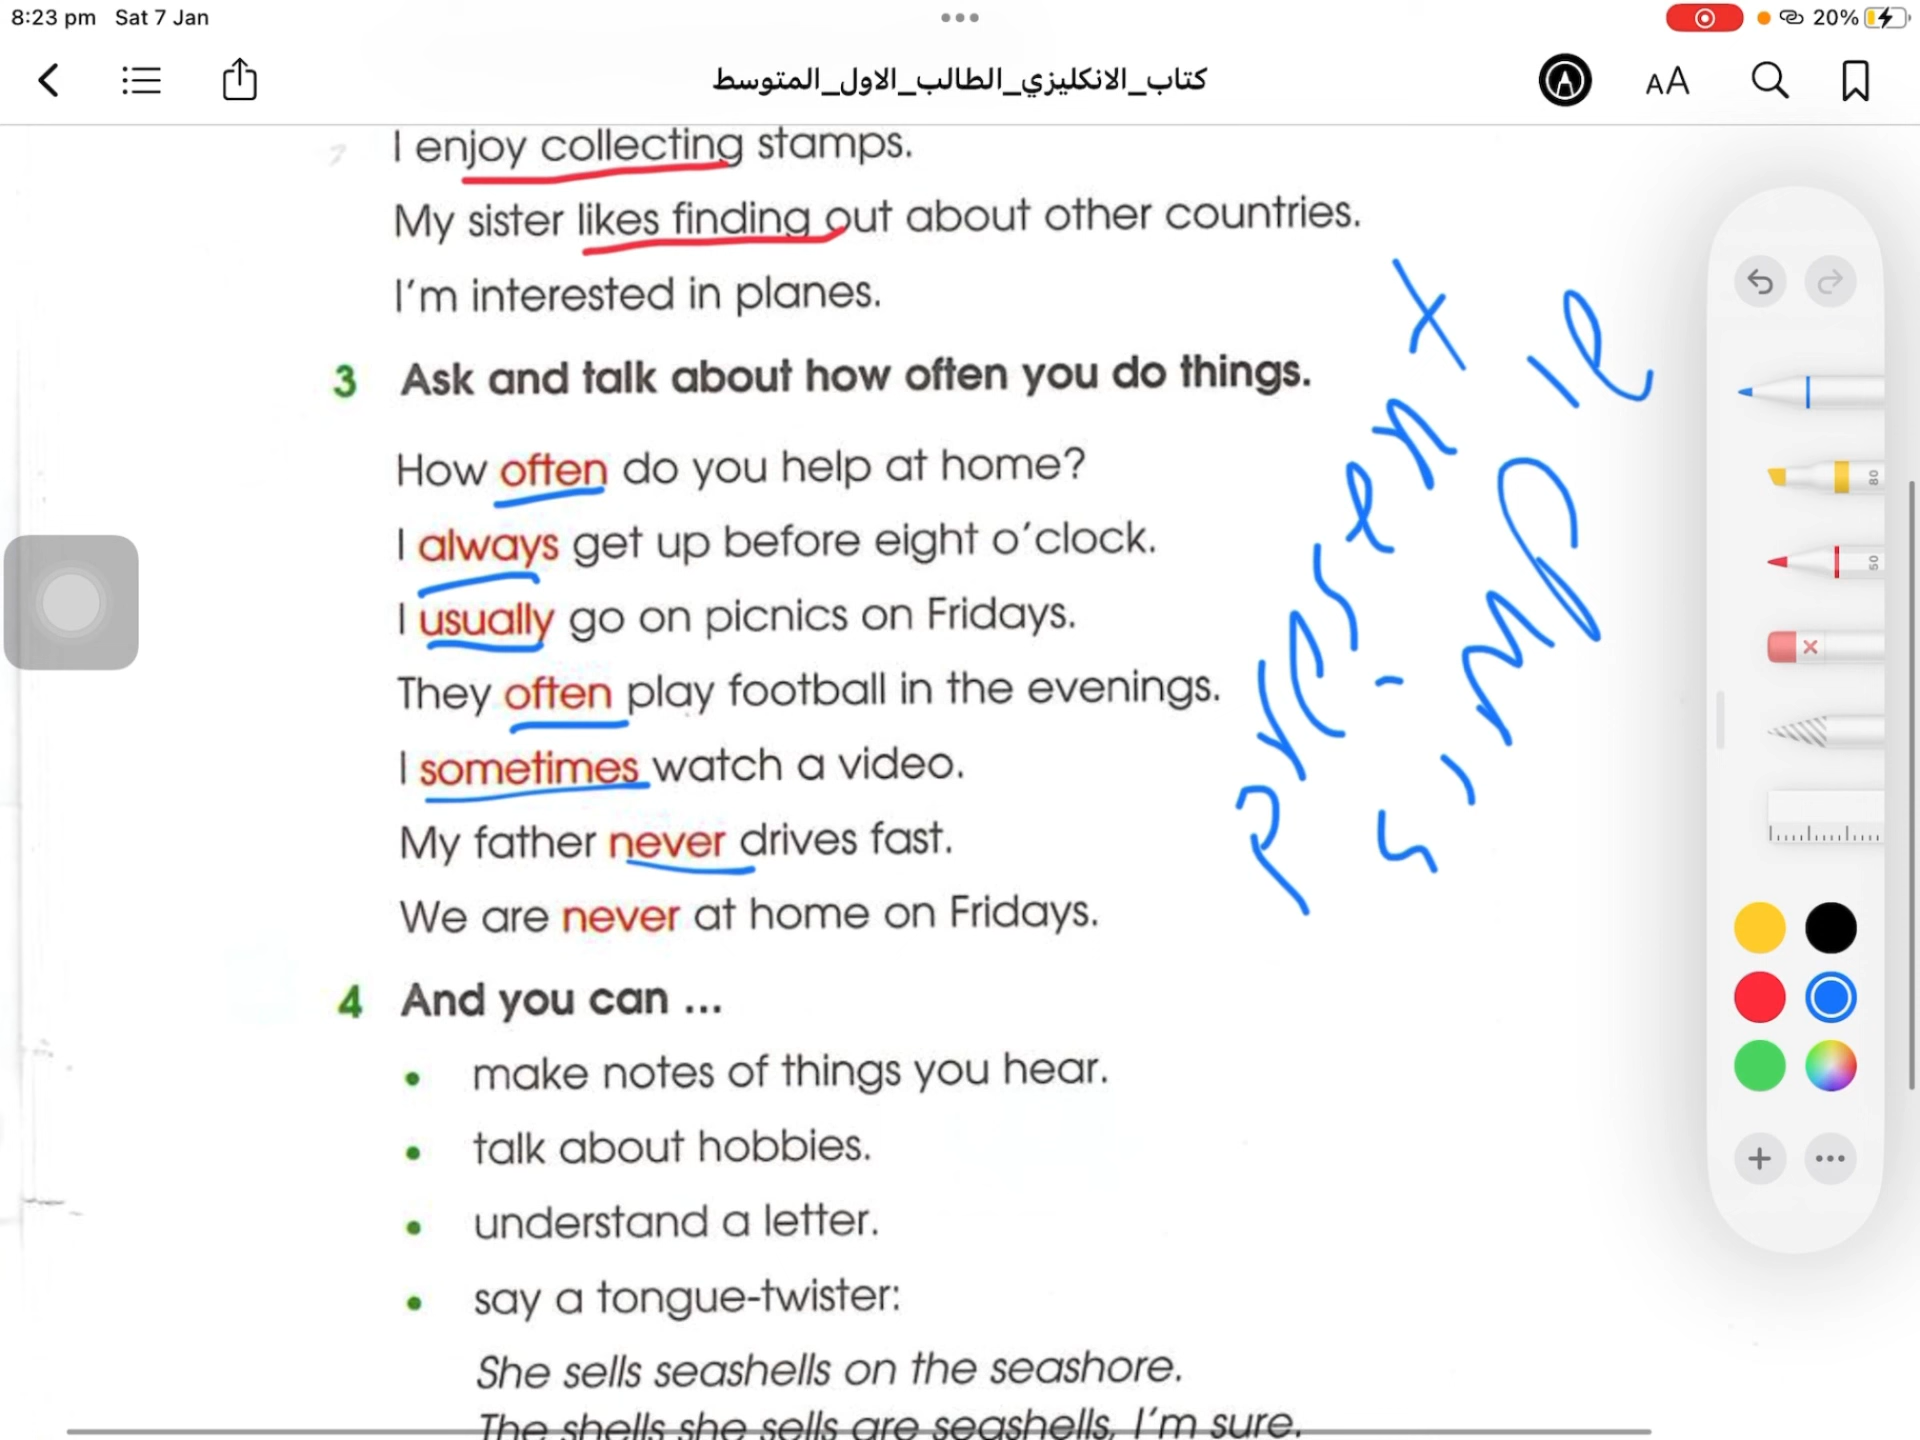 8:23 pm Sat 7 Jan
20%
كتاب_الانكليزي_الطالب_الاول_المتوسط
AA
I enjoy collecting stamps.
My sister likes finding out about other countries.
I'm interested in planes.
3 Ask and talk about how often you do things.
How often do you help at home?
I always get up before eight o'clock.
I usually go on picnics on Fridays.
They often play football in the evenings.
I sometimes watch a video.
My father never drives fast.
We are never at home on Fridays.
present
simple
80
50
4 And you can ...
• make notes of things you hear.
• talk about hobbies.
• understand a letter.
• say a tongue-twister:
She sells seashells on the seashore.
The shells she sells are seashells, I'm sure.